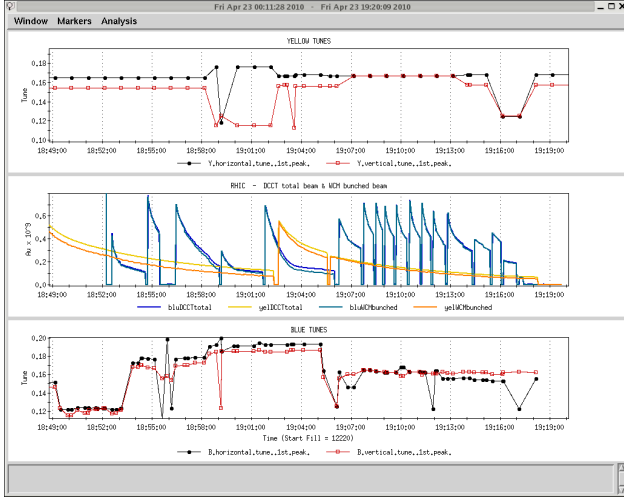 Fri Apr 23 00:11:28 2010 - Fri Apr 23 19:20:09 2010
Window Markers Analysis
YELLOW TUNES
0,18
0,16
0,14
0,12
0,10
Tune
18:49:00 18:52:00 18:55:00 18:58:00 19:01:00 19:04:00 19:07:00 19:10:00 19:13:00 19:16:00 19:19:00
Y.horizontal.tune..1st.peak. Y.vertical.tune..1st.peak.
RHIC - DCCT total beam & WCM bunched beam
0,6
0,4
0,2
0,0
Au x 10^9
18:49:00 18:52:00 18:55:00 18:58:00 19:01:00 19:04:00 19:07:00 19:10:00 19:13:00 19:16:00 19:19:00
bluDCCTtotal yelDCCTtotal bluWCMbunched yelWCMbunched
BLUE TUNES
0,20
0,18
0,16
0,14
0,12
Tune
18:49:00 18:52:00 18:55:00 18:58:00 19:01:00 19:04:00 19:07:00 19:10:00 19:13:00 19:16:00 19:19:00
Time (Start Fill = 12220)
B.horizontal.tune..1st.peak. B.vertical.tune..1st.peak.